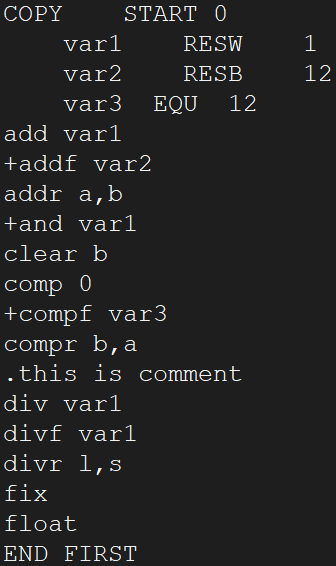 COPY    START 0
    var1    RESW    1
    var2    RESB    12
    var3  EQU  12
add var1
+addf var2
addr a,b
+and var1
clear b
comp 0
+compf var3
compr b,a
.this is comment
div var1
divf var1
divr l,s
fix
float
END FIRST